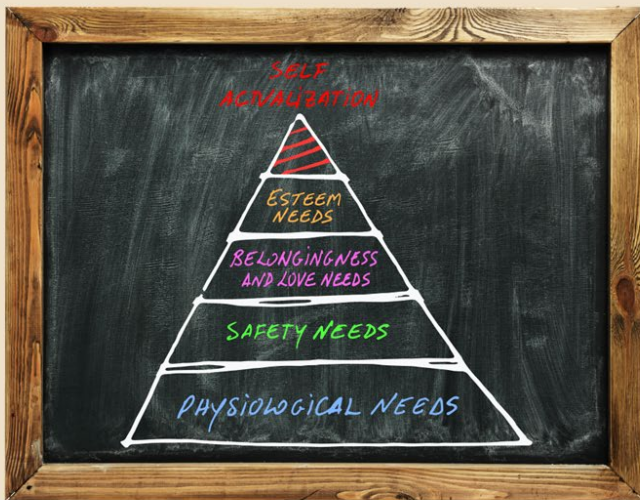 SELF
ACTUALIZATION
ESTEEM
NEEDS
BELONGINGNESS
AND LOVE NEEDS
SAFETY NEEDS
PHYSIOLOGICAL NEEDS